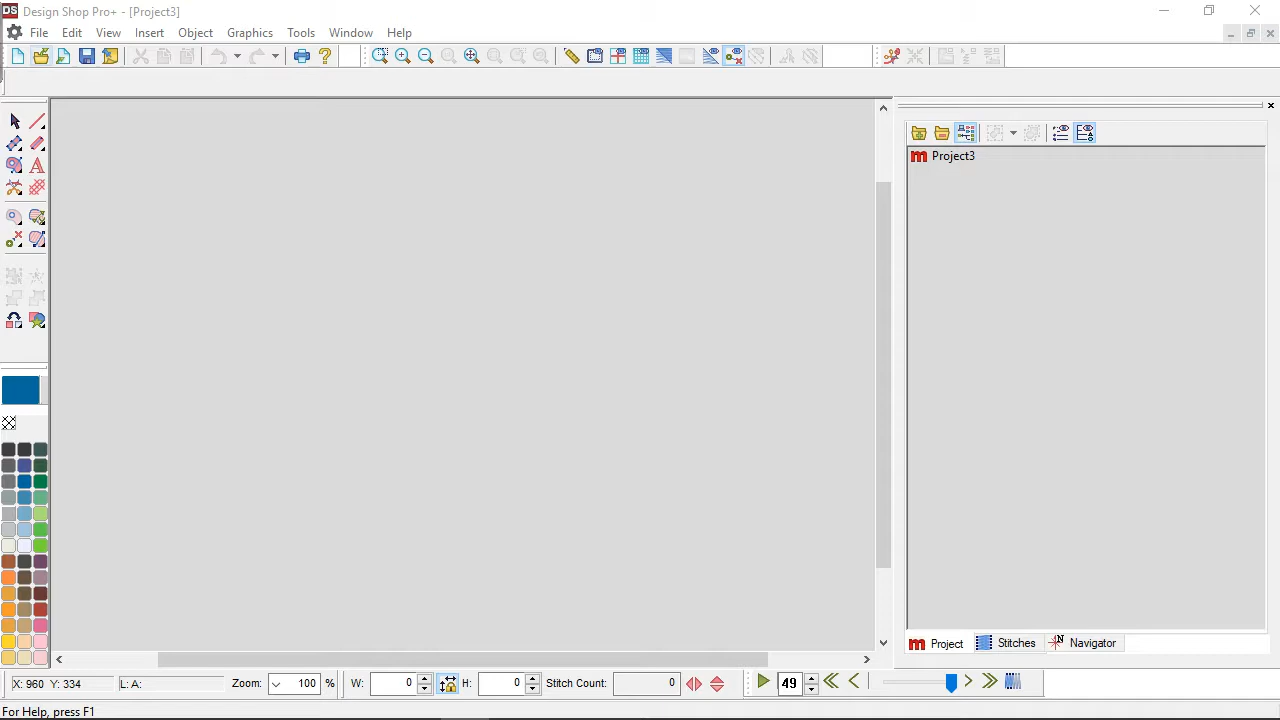 DS Design Shop Pro+ - [Project3]
File Edit View Insert Object Graphics Tools Window Help
Project3
Project Stitches Navigator
X: 960 Y: 334 L: A: Zoom: 100 % W: 0 H: 0 Stitch Count: 0 49
For Help, press F1